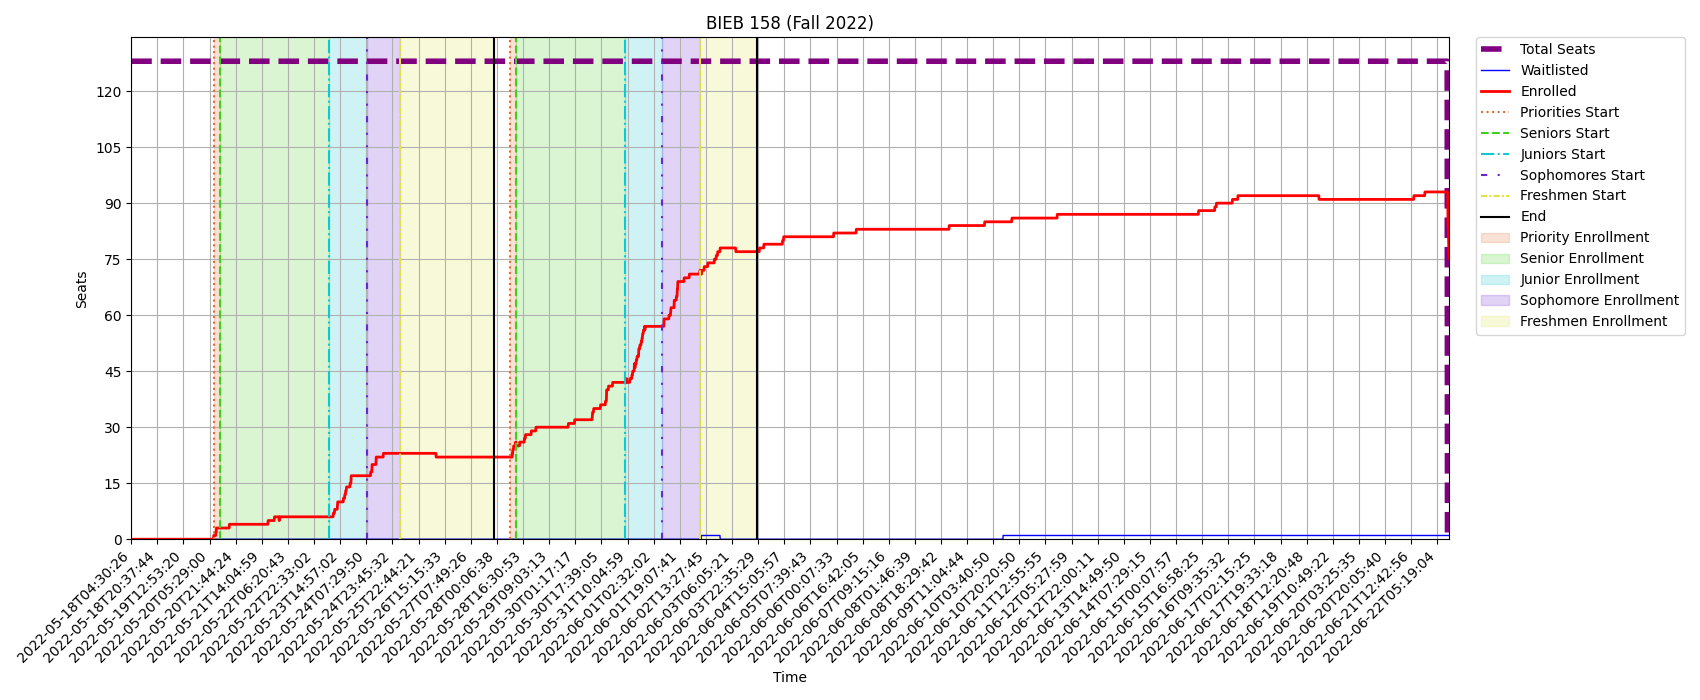 BIEB 158 (Fall 2022)
Total Seats
Waitlisted
Enrolled
Priorities Start
Seniors Start
Juniors Start
Sophomores Start
Freshmen Start
End
Priority Enrollment
Senior Enrollment
Junior Enrollment
Sophomore Enrollment
Freshmen Enrollment
Seats
120
105
90
75
60
45
30
15
0
2022-05-18T04:30:26
2022-05-18T20:37:44
2022-05-19T12:53:20
2022-05-20T05:29:00
2022-05-20T21:44:24
2022-05-21T14:04:59
2022-05-22T06:20:43
2022-05-22T22:33:02
2022-05-23T14:57:02
2022-05-24T07:29:50
2022-05-24T23:45:32
2022-05-25T22:44:21
2022-05-26T15:15:33
2022-05-27T07:49:26
2022-05-28T00:06:38
2022-05-28T16:30:53
2022-05-29T09:03:13
2022-05-30T01:17:17
2022-05-30T17:39:05
2022-05-31T10:04:59
2022-06-01T02:32:02
2022-06-01T19:07:41
2022-06-02T13:27:45
2022-06-03T06:05:21
2022-06-03T22:35:29
2022-06-04T15:05:57
2022-06-05T07:39:43
2022-06-06T00:07:33
2022-06-06T16:42:05
2022-06-07T09:15:16
2022-06-08T01:46:39
2022-06-08T18:29:42
2022-06-09T11:04:44
2022-06-10T03:40:50
2022-06-10T20:20:50
2022-06-11T12:55:55
2022-06-12T05:27:59
2022-06-12T22:00:11
2022-06-13T14:49:50
2022-06-14T07:29:15
2022-06-15T00:07:57
2022-06-15T16:58:25
2022-06-16T09:35:32
2022-06-17T02:15:25
2022-06-17T19:33:18
2022-06-18T12:20:48
2022-06-19T10:49:22
2022-06-20T03:25:35
2022-06-20T20:05:40
2022-06-21T12:42:56
2022-06-22T05:19:04
Time